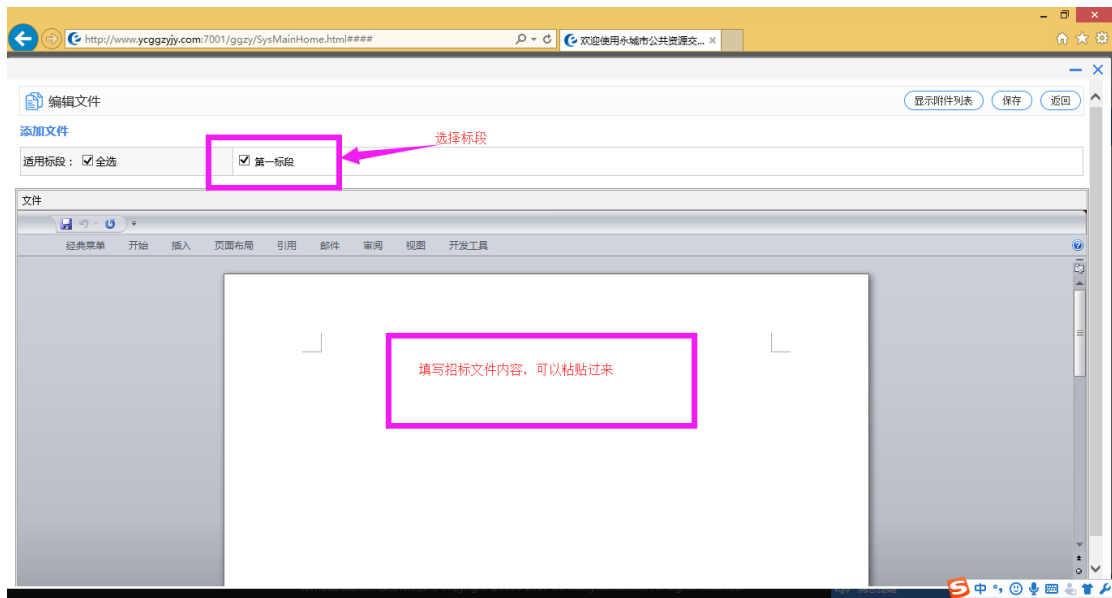 http://www.ycggzyjy.com:7001/ggzy/SysMainHome.html####
欢迎使用永城市公共资源交...
编辑文件
显示附件列表
保存
返回
添加文件
选择标段
适用标段：
全选
第一标段
文件
经典菜单 开始 插入 页面布局 引用 邮件 审阅 视图 开发工具
填写招标文件内容，可以粘贴过来
中